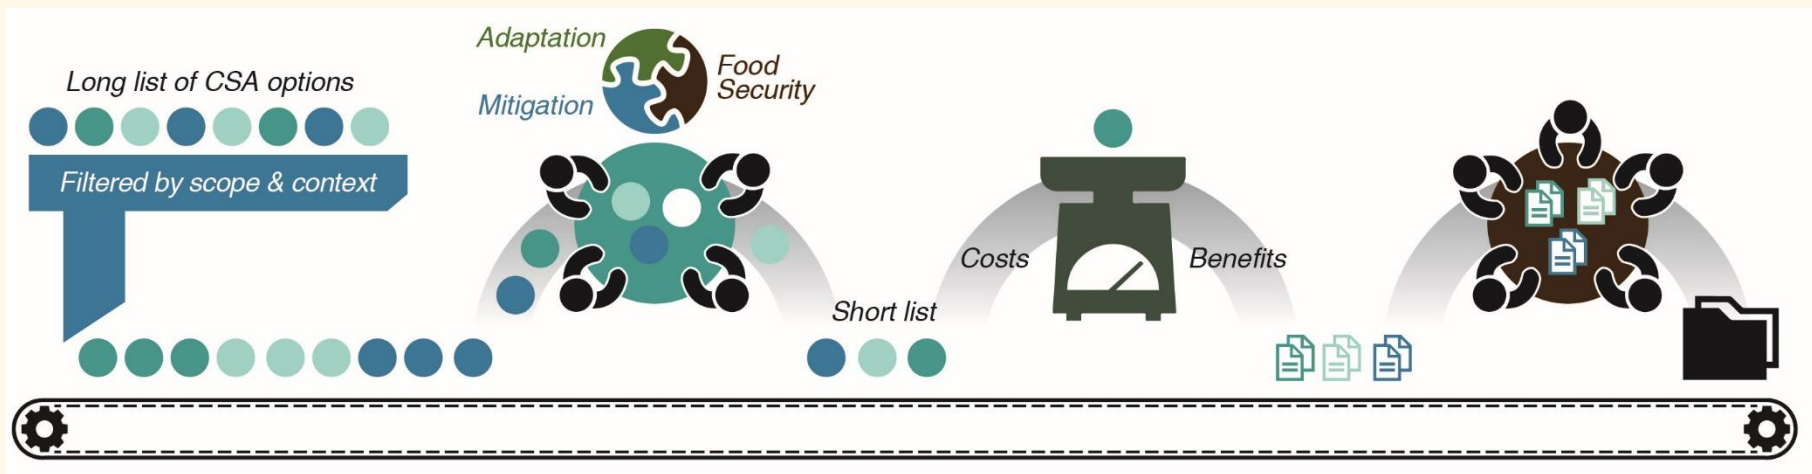 Long list of CSA options
Filtered by scope & context
Adaptation
Mitigation
Food
Security
Short list
Costs
Benefits